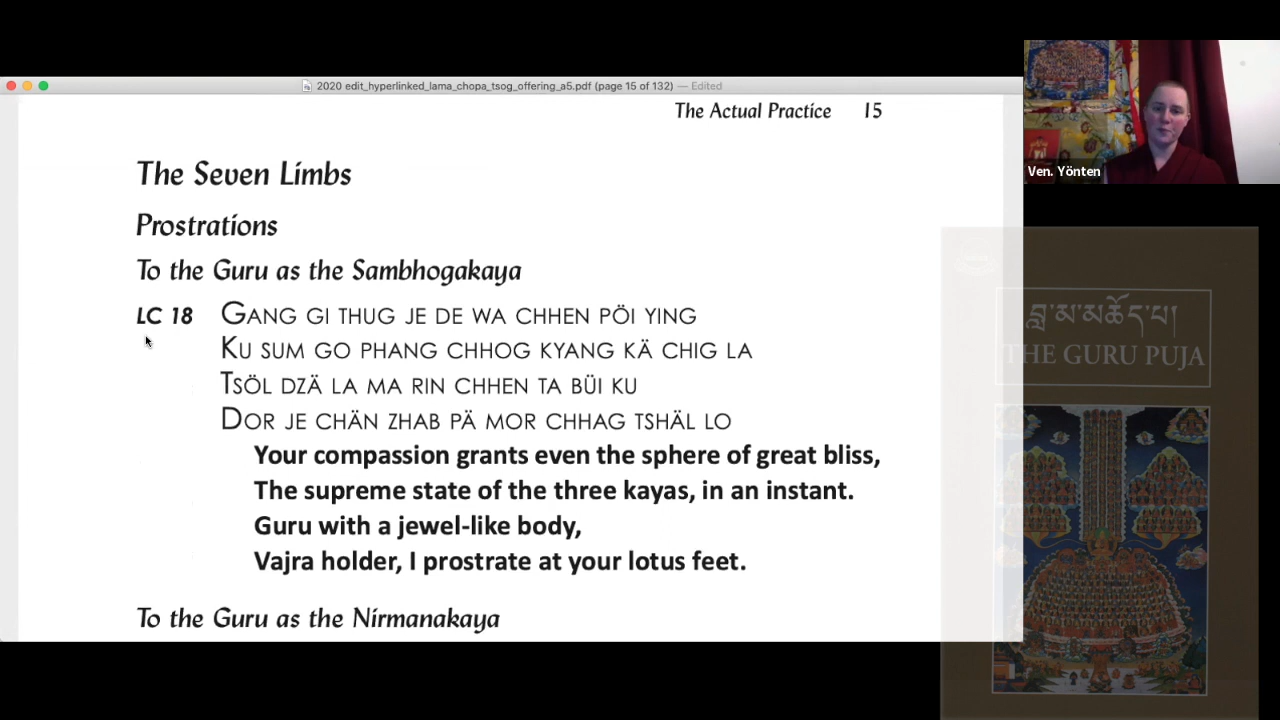 2020 edit_hyperlinked_lama_chopa_tsog_offering_a5.pdf (page 15 of 132) — Edited
The Actual Practice 15
The Seven Limbs
Prostrations
To the Guru as the Sambhogakaya
LC 18 GANG GI THUG JE DE WA CHHEN PÖI YING
KU SUM GO PHANG CHHOG KYANG KÄ CHIG LA
TSÖL DZÄ LA MA RIN CHHEN TA BÜI KU
DOR JE CHÄN ZHAB PÄ MOR CHHAG TSHÄL LO
Your compassion grants even the sphere of great bliss,
The supreme state of the three kayas, in an instant.
Guru with a jewel-like body,
Vajra holder, I prostrate at your lotus feet.
To the Guru as the Nirmanakaya
Ven. Yönten
བླ་མ་མཆོད་པ།
THE GURU PUJA